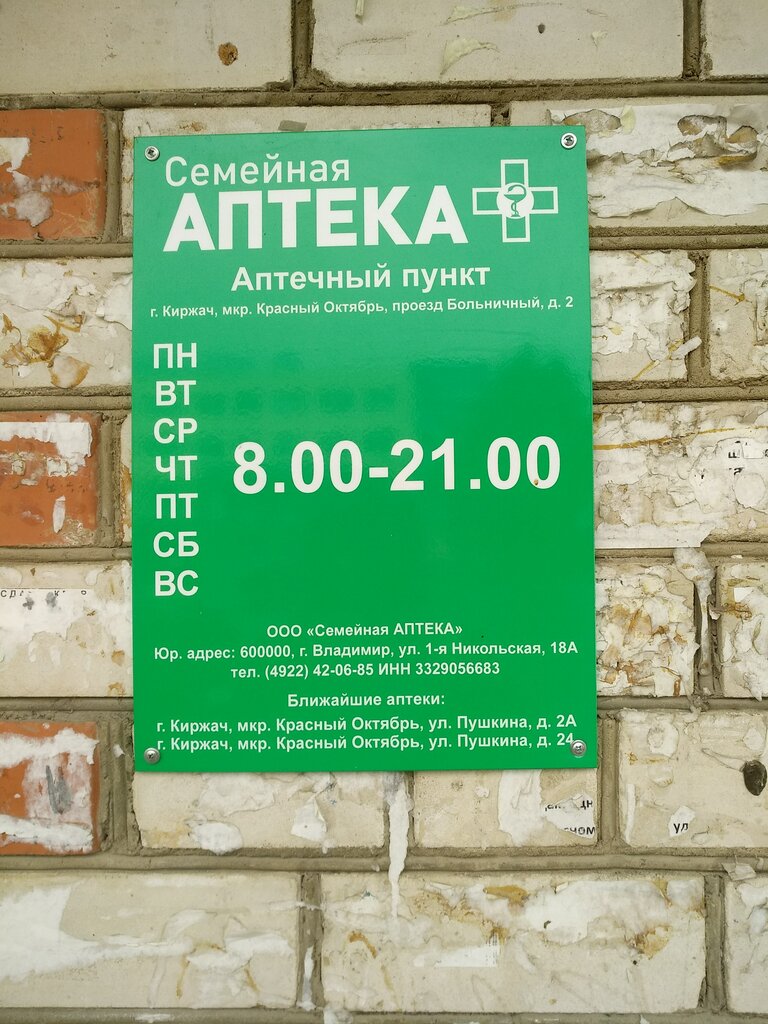 Семейная
АПТЕКА
Аптечный пункт
г. Киржач, мкр. Красный Октябрь, проезд Больничный, д. 2
ПН
ВТ
СР
ЧТ
ПТ
СБ
ВС
8.00-21.00
ООО «Семейная АПТЕКА»
Юр. адрес: 600000, г. Владимир, ул. 1-я Никольская, 18А
тел. (4922) 42-06-85 ИНН 3329056683
Ближайшие аптеки:
г. Киржач, мкр. Красный Октябрь, ул. Пушкина, д. 2А
г. Киржач, мкр. Красный Октябрь, ул. Пушкина, д. 24
ул